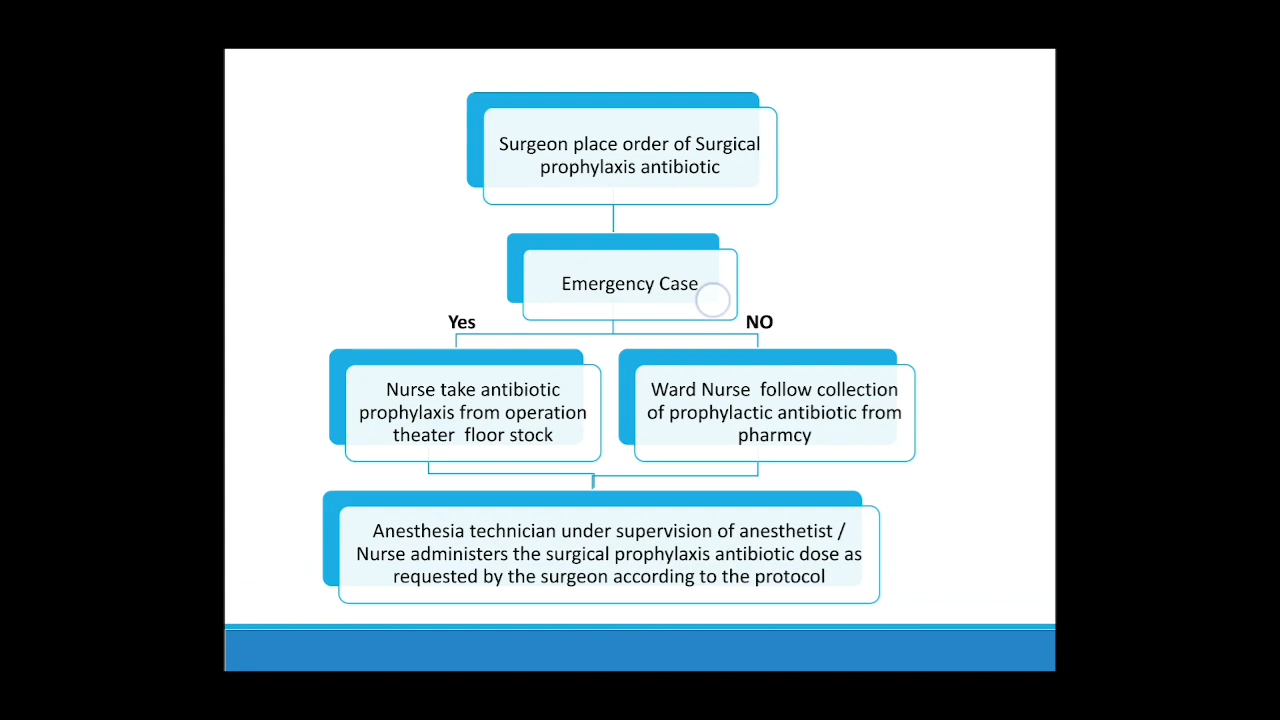 Surgeon place order of Surgical
prophylaxis antibiotic
Emergency Case
Yes
NO
Nurse take antibiotic
prophylaxis from operation
theater floor stock
Ward Nurse follow collection
of prophylactic antibiotic from
pharmcy
Anesthesia technician under supervision of anesthetist /
Nurse administers the surgical prophylaxis antibiotic dose as
requested by the surgeon according to the protocol